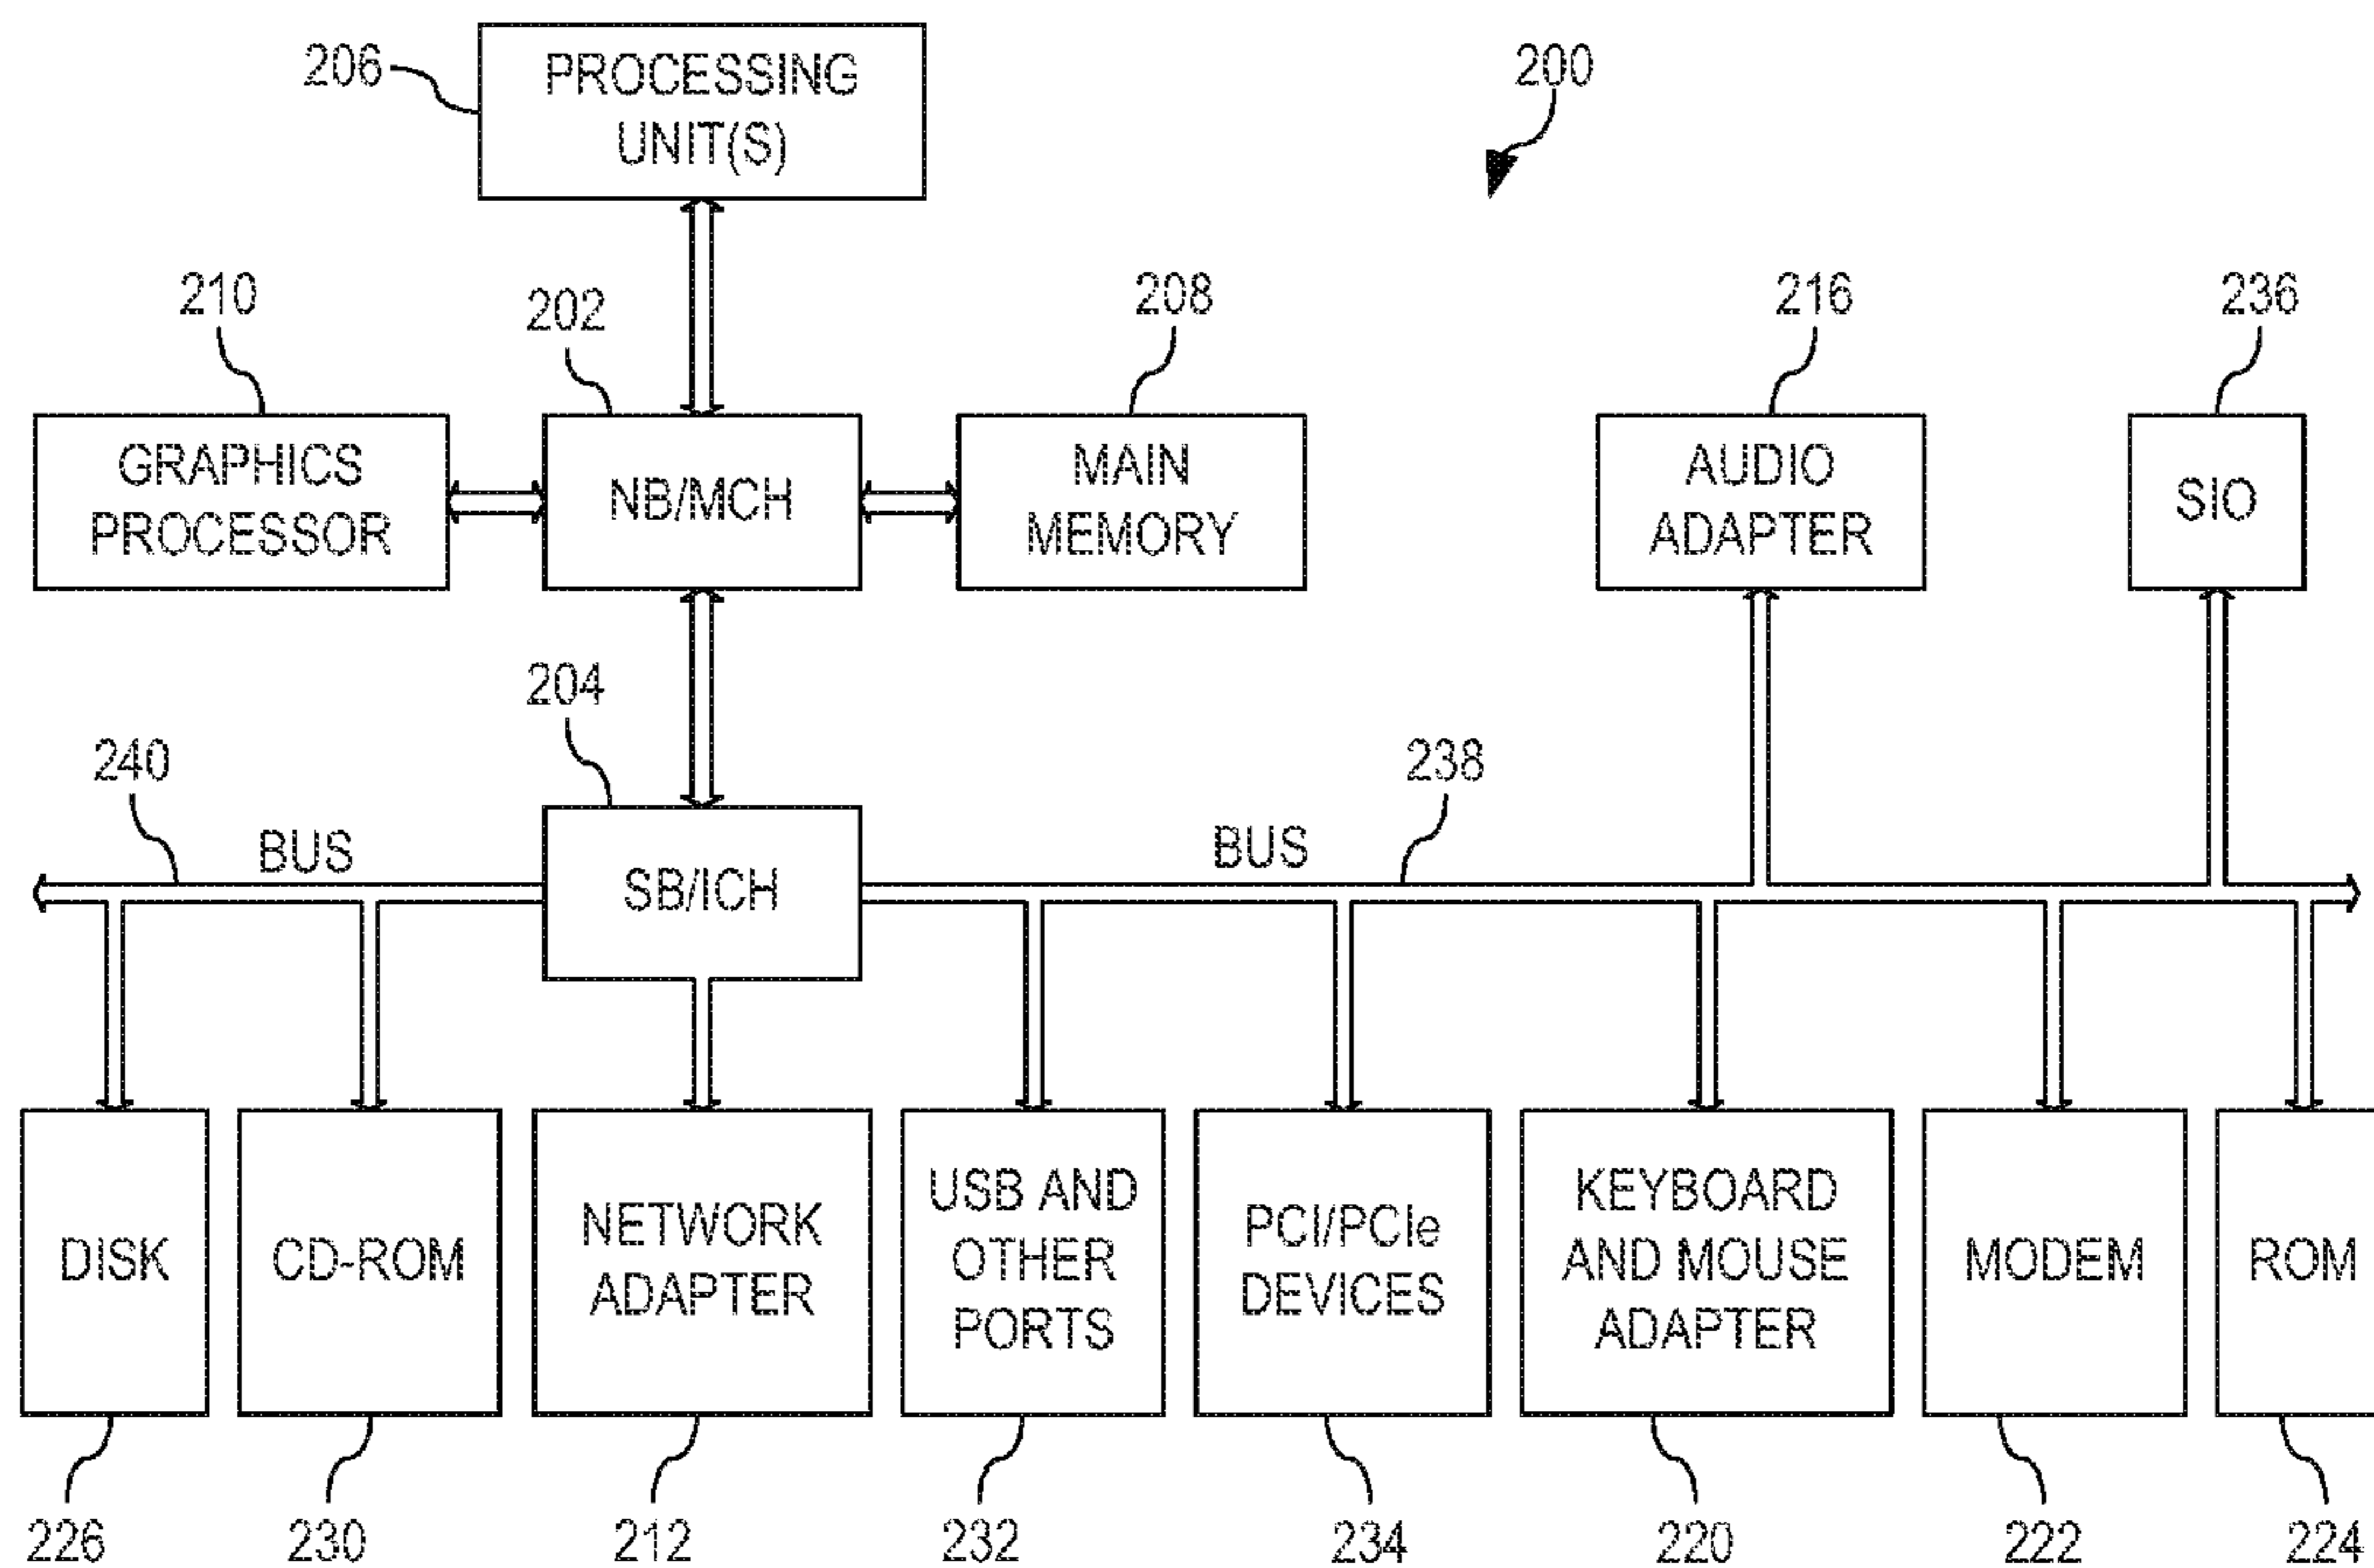 206
PROCESSING
UNIT(S)
200
210
202
208
216
236
GRAPHICS
PROCESSOR
NB/MCH
MAIN
MEMORY
AUDIO
ADAPTER
SIO
204
240
238
BUS
BUS
SB/ICH
DISK
CD-ROM
NETWORK
ADAPTER
USB AND
OTHER
PORTS
PCI/PCIe
DEVICES
KEYBOARD
AND MOUSE
ADAPTER
MODEM
ROM
226
230
212
232
234
220
222
224